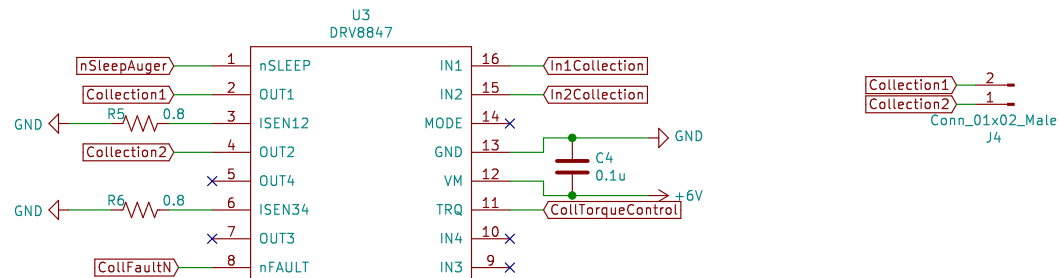 U3
DRV8847
nSleepAuger 1 nSLEEP IN1 16 In1Collection
Collection1 2 OUT1 IN2 15 In2Collection
GND R5 0.8 3 ISEN12 MODE 14
Collection2 4 OUT2 GND 13 GND
C4
0.1u
5 OUT4 VM 12 +6V
GND R6 0.8 6 ISEN34 TRQ 11 CollTorqueControl
7 OUT3 IN4 10
CollFaultN 8 nFAULT IN3 9
Collection1 2
Collection2 1
Conn_01x02_Male
J4